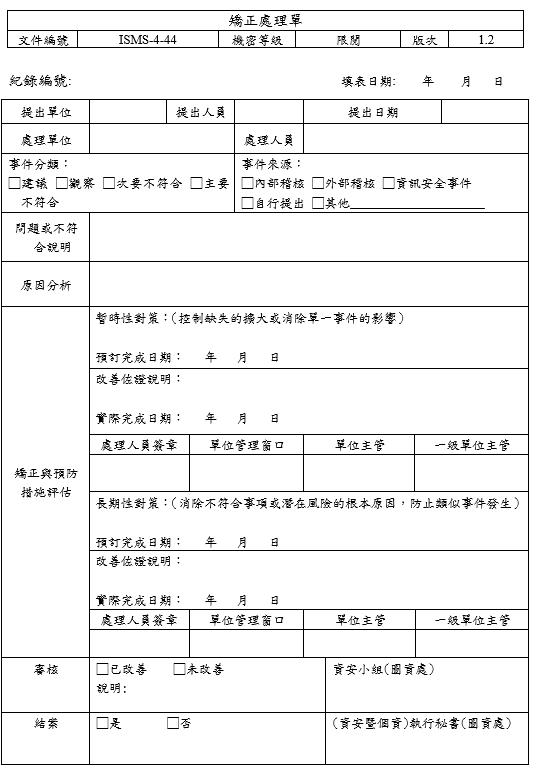 矯正處理單
文件編號 ISMS-4-44 機密等級 限閱 版次 1.2
紀錄編號: 填表日期: 年 月 日
提出單位 提出人員 提出日期
處理單位 處理人員
事件分類：
□建議 □觀察 □次要不符合 □主要
不符合
事件來源：
□內部稽核 □外部稽核 □資訊安全事件
□自行提出 □其他____________________
問題或不符
合說明
原因分析
矯正與預防
措施評估
暫時性對策：(控制缺失的擴大或消除單一事件的影響)
預訂完成日期： 年 月 日
改善佐證說明：
實際完成日期： 年 月 日
處理人員簽章 單位管理窗口 單位主管 一級單位主管
長期性對策：(消除不符合事項或潛在風險的根本原因，防止類似事件發生)
預訂完成日期： 年 月 日
改善佐證說明：
實際完成日期： 年 月 日
處理人員簽章 單位管理窗口 單位主管 一級單位主管
審核 □已改善 □未改善 資安小組(圖資處)
說明:
結案 □是 □否 (資安暨個資)執行秘書(圖資處)